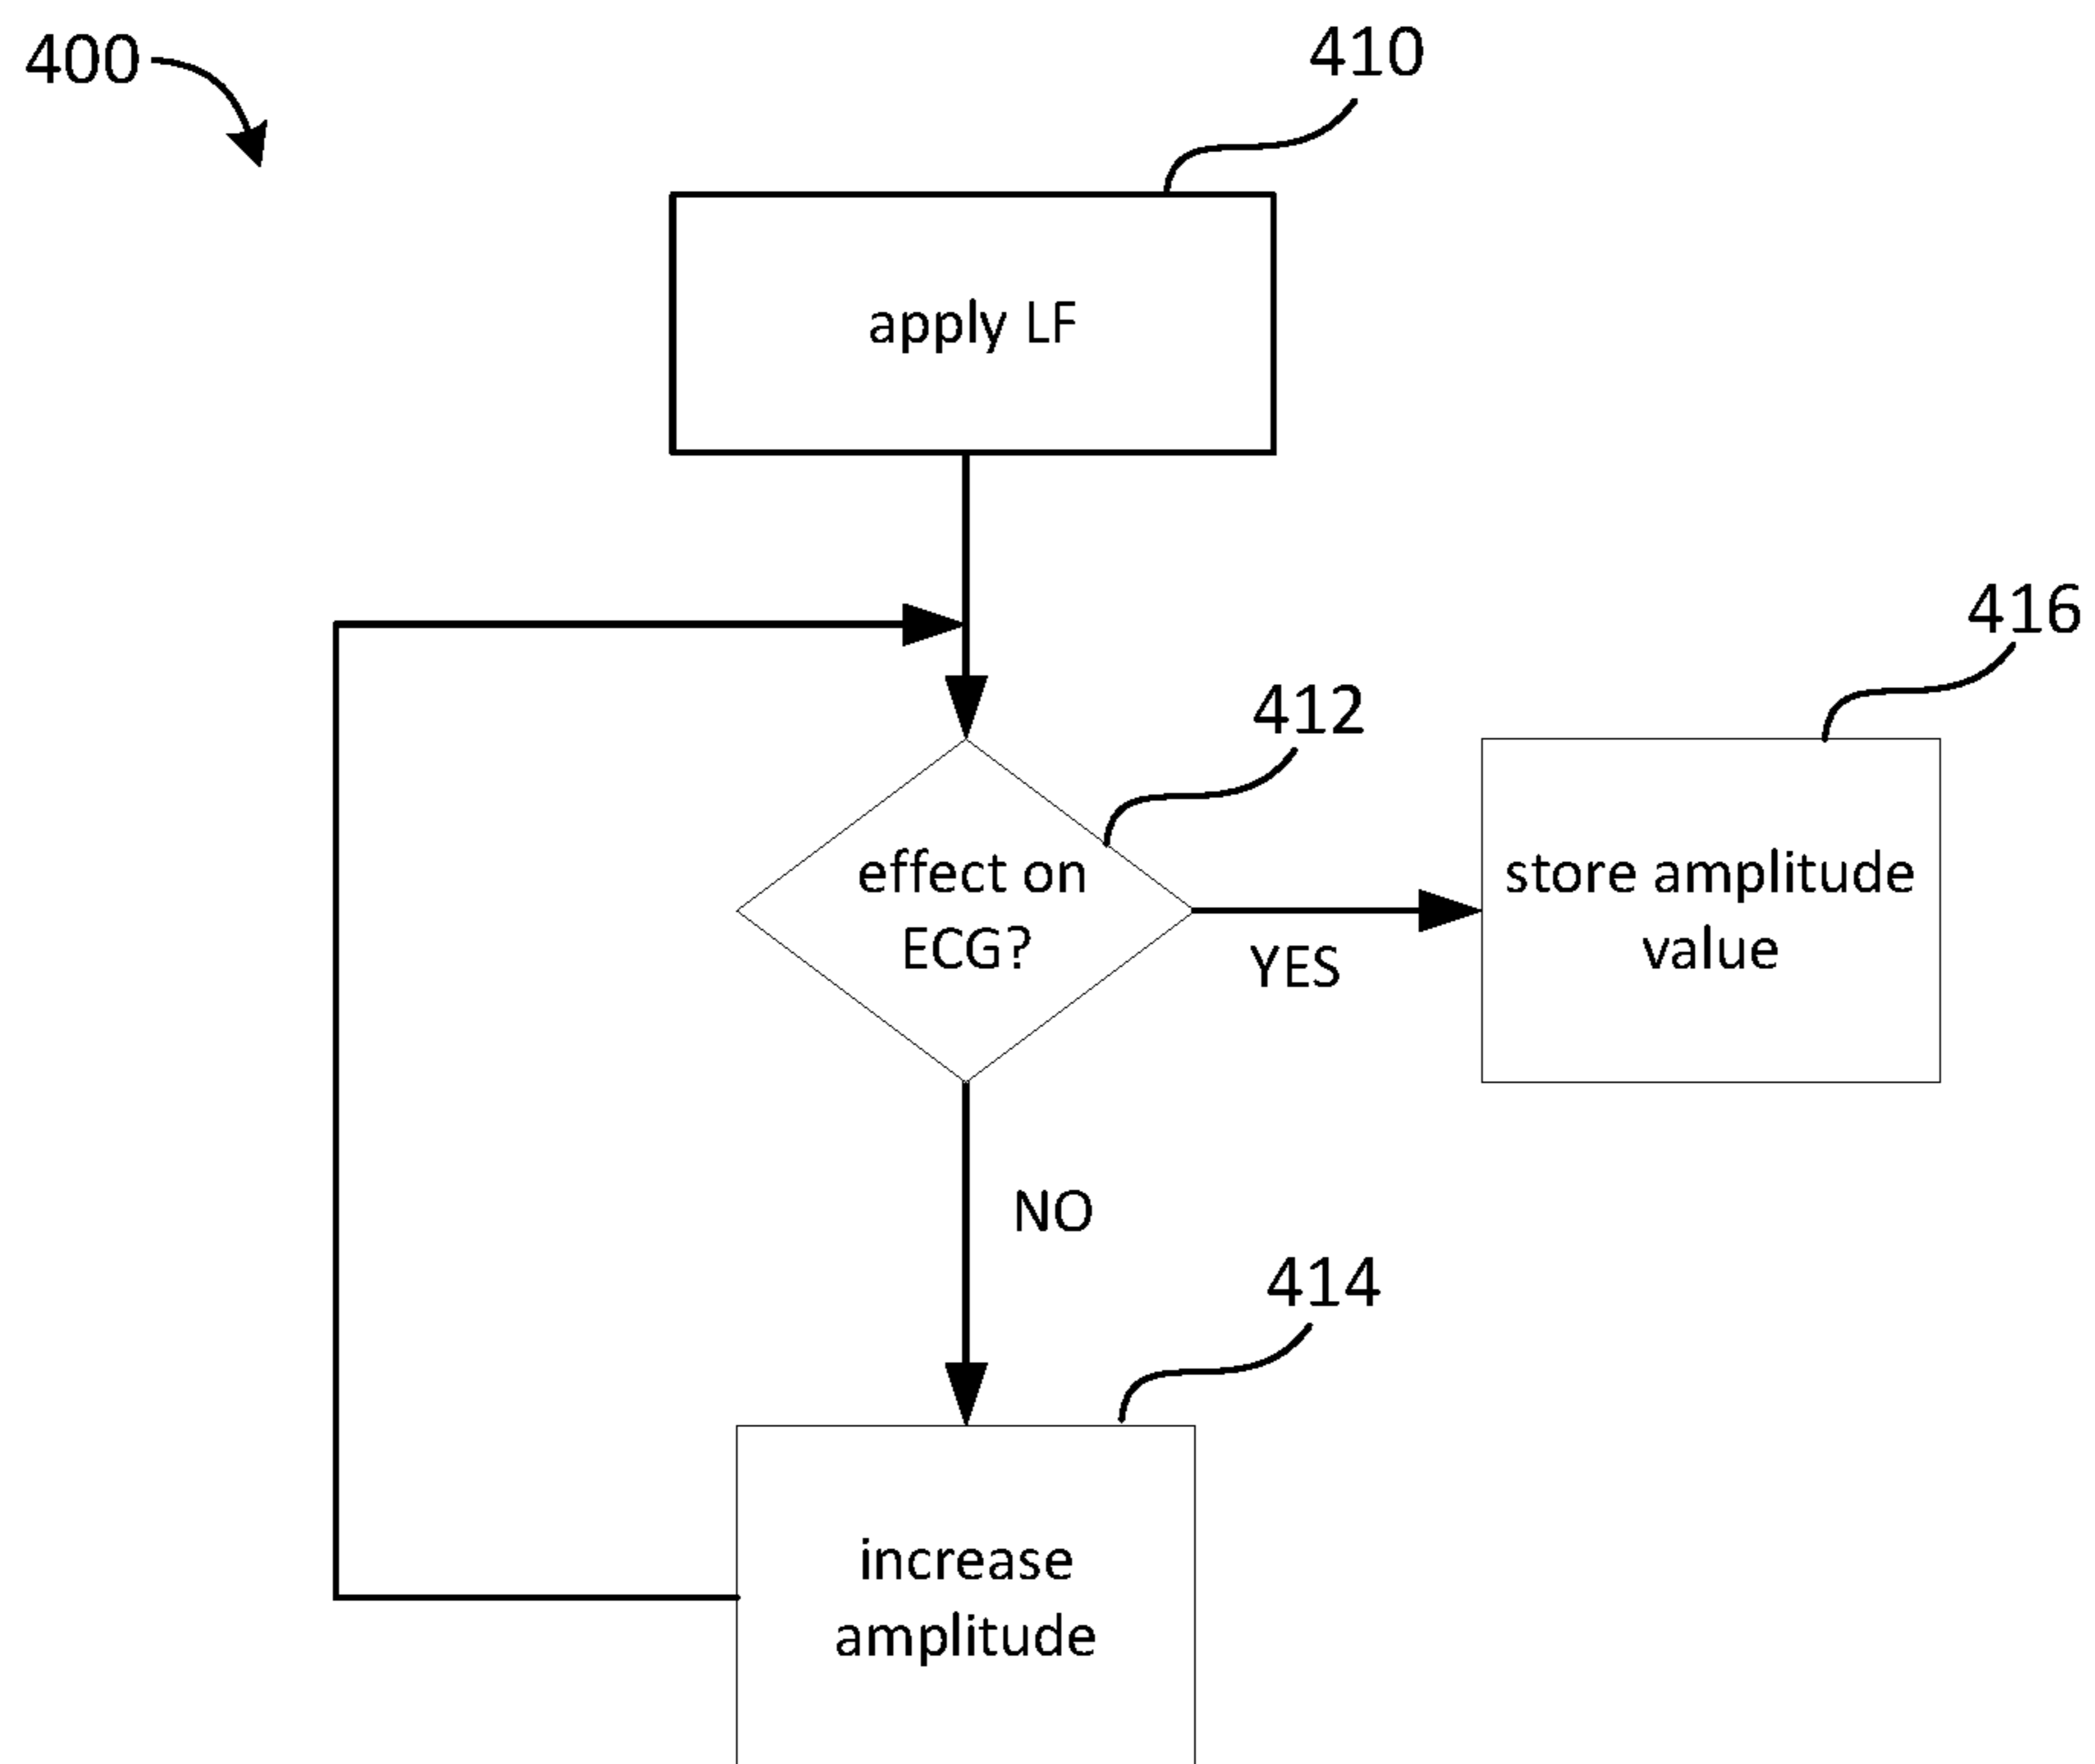 400
410
apply LF
416
412
effect on
ECG?
store amplitude
value
YES
NO
414
increase
amplitude